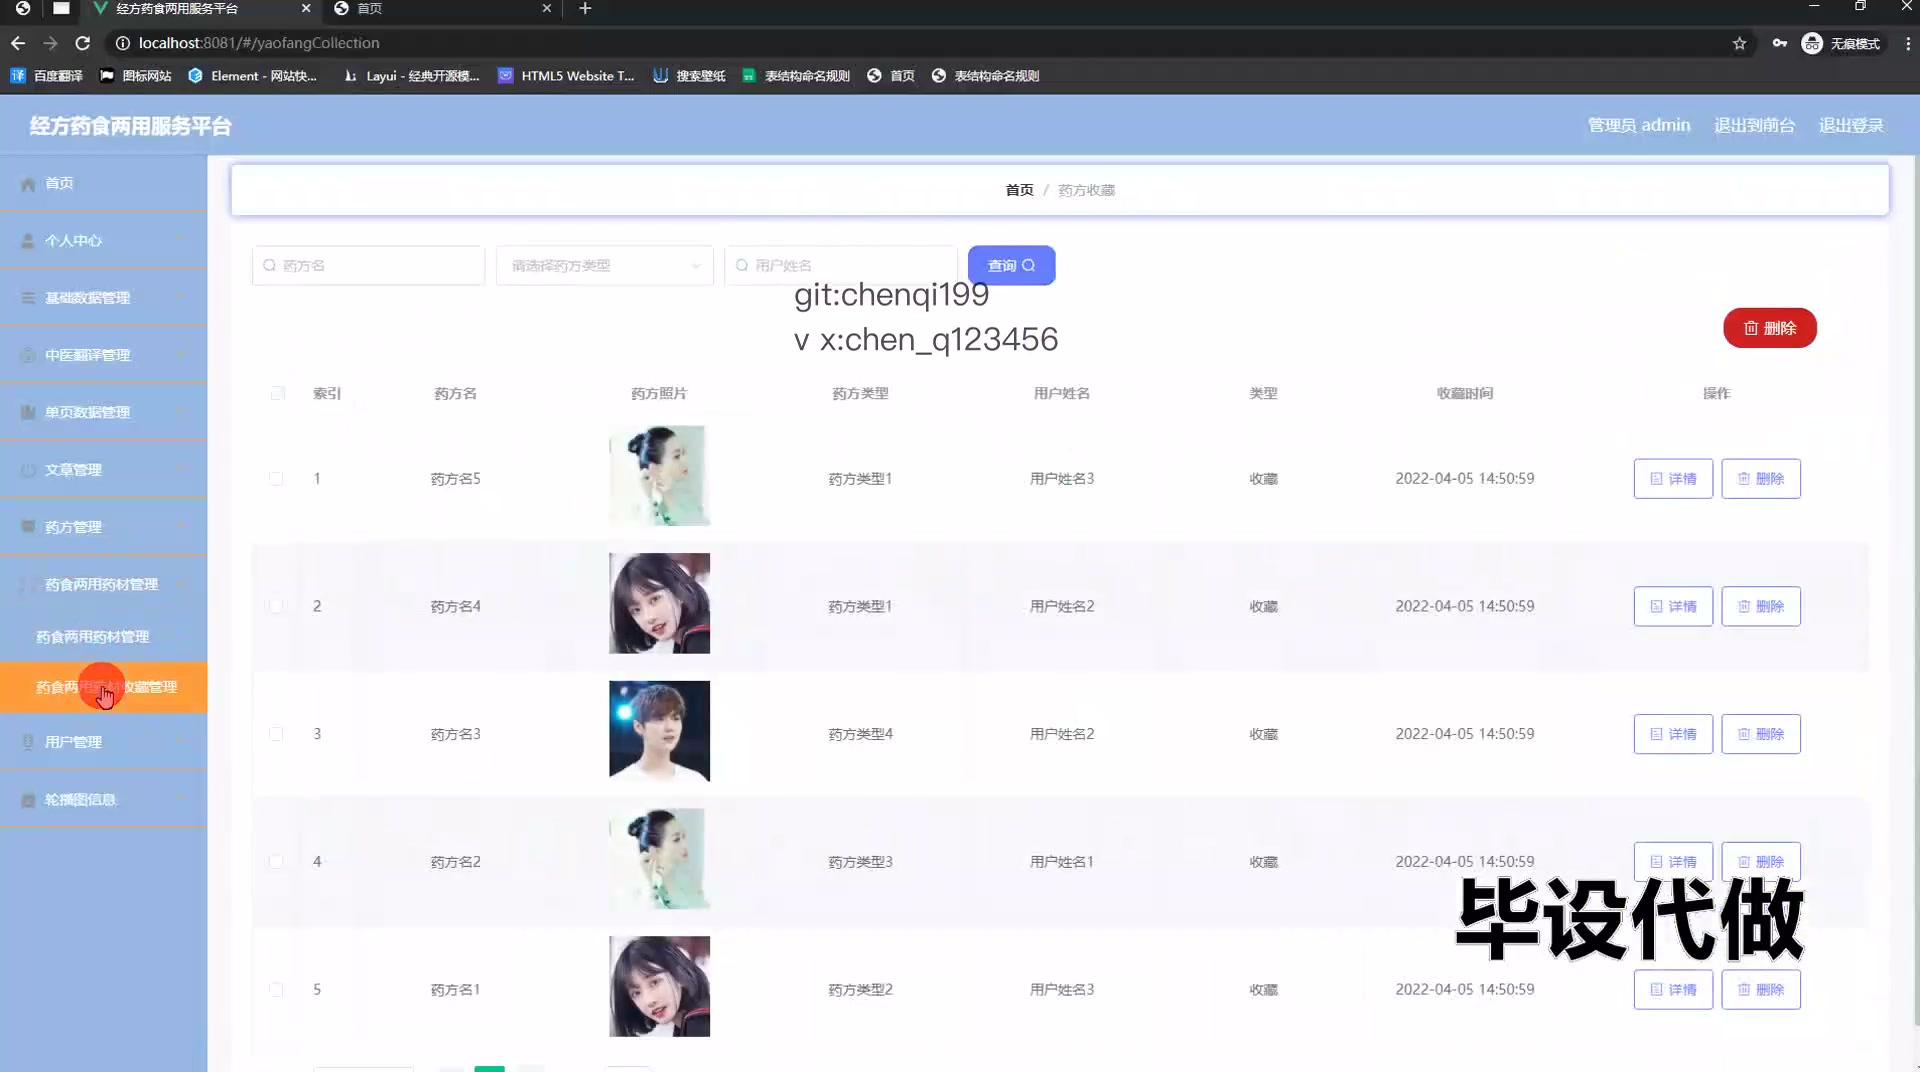 经方药食两用服务平台
首页
localhost:8081/#/yaofangCollection
无痕模式
译 百度翻译
图标网站
Element - 网站快...
Layui - 经典开源模...
HTML5 Website T...
搜索壁纸
表结构命名规则
首页
表结构命名规则
经方药食两用服务平台
管理员 admin
退出到前台
退出登录
首页
个人中心
基础数据管理
中医翻译管理
单页数据管理
文章管理
药方管理
药食两用药材管理
药食两用药材管理
药食两用药材收藏管理
用户管理
轮播图信息
首页 / 药方收藏
药方名
请选择药方类型
用户姓名
查询
git:chenqi199
v x:chen_q123456
删除
索引 药方名 药方照片 药方类型 用户姓名 类型 收藏时间 操作
1 药方名5 药方类型1 用户姓名3 收藏 2022-04-05 14:50:59 详情 删除
2 药方名4 药方类型1 用户姓名2 收藏 2022-04-05 14:50:59 详情 删除
3 药方名3 药方类型4 用户姓名2 收藏 2022-04-05 14:50:59 详情 删除
4 药方名2 药方类型3 用户姓名1 收藏 2022-04-05 14:50:59 详情 删除
毕设代做
5 药方名1 药方类型2 用户姓名3 收藏 2022-04-05 14:50:59 详情 删除